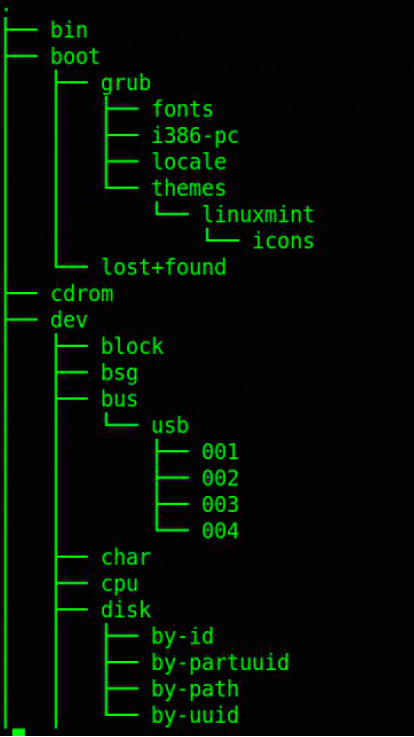 .
├── bin
├── boot
│   ├── grub
│   │   ├── fonts
│   │   ├── i386-pc
│   │   ├── locale
│   │   └── themes
│   │       └── linuxmint
│   │           └── icons
│   └── lost+found
├── cdrom
├── dev
│   ├── block
│   ├── bsg
│   ├── bus
│   │   └── usb
│   │       ├── 001
│   │       ├── 002
│   │       ├── 003
│   │       └── 004
│   ├── char
│   ├── cpu
│   ├── disk
│   │   ├── by-id
│   │   ├── by-partuuid
│   │   ├── by-path
│   │   └── by-uuid